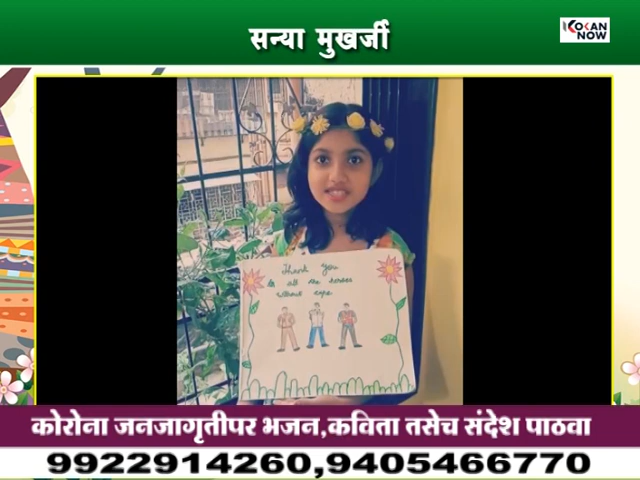 सन्या मुखर्जी
KOKAN
NOW
Thank you
to all the heroes
without cape
कोरोना जनजागृतीपर भजन,कविता तसेच संदेश पाठवा
9922914260,9405466770